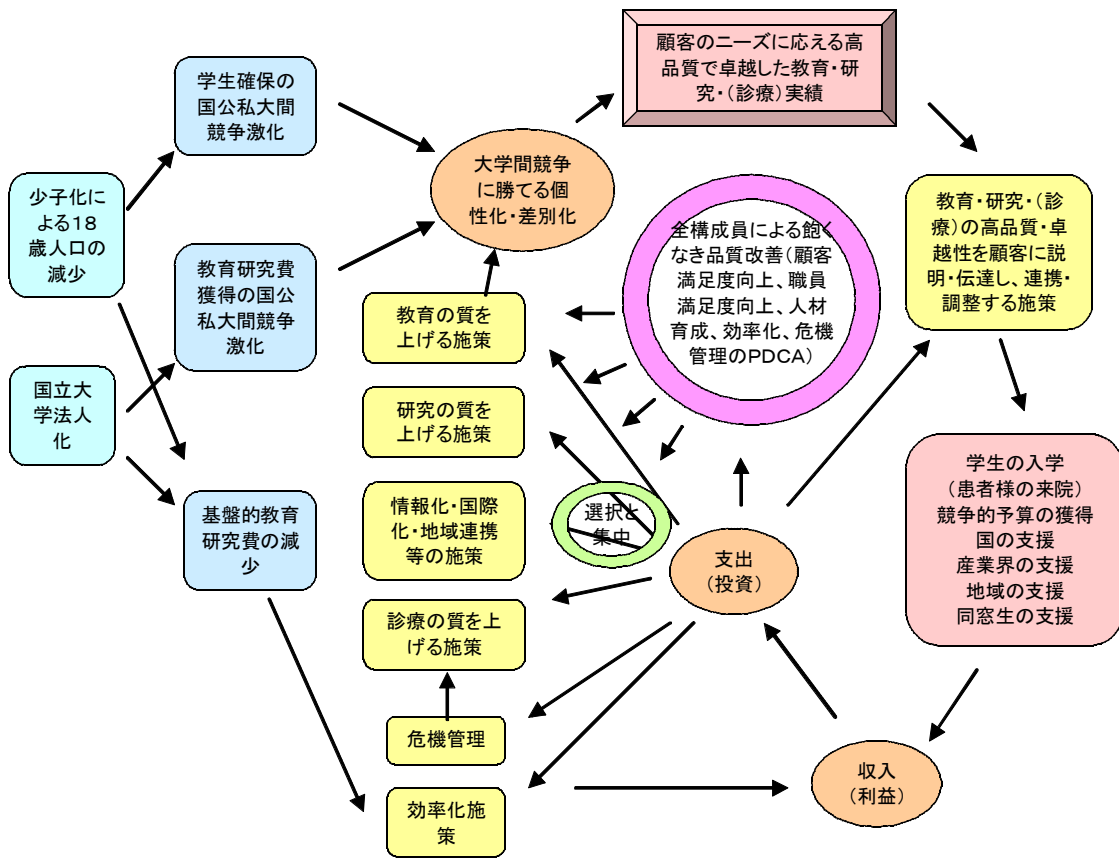 顧客のニーズに応える高
品質で卓越した教育・研
究・(診療)実績
学生確保の
国公私大間
競争激化
大学間競争
に勝てる個
性化・差別化
少子化に
よる18
歳人口の
減少
教育・研究・(診
療)の高品質・卓
越性を顧客に説
明・伝達し、連携・
調整する施策
全構成員による飽く
なき品質改善(顧客
満足度向上、職員
満足度向上、人材
育成、効率化、危機
管理のPDCA)
教育研究費
獲得の国公
私大間競争
激化
教育の質を
上げる施策
国立大
学法人
化
研究の質を
上げる施策
学生の入学
(患者様の来院)
競争的予算の獲得
国の支援
産業界の支援
地域の支援
同窓生の支援
基盤的教育
研究費の減
少
情報化・国際
化・地域連携
等の施策
選択と
集中
支出
(投資)
診療の質を上
げる施策
危機管理
収入
(利益)
効率化施
策